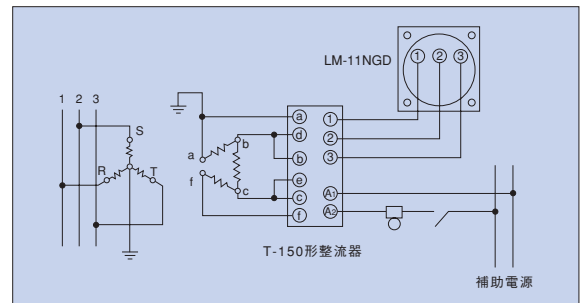 LM-11NGD
① ② ③
1 2 3
S
R T
a b
f c
ⓐ ①
ⓓ ②
ⓑ ③
ⓔ
ⓒ A1
ⓕ A2
T-150形整流器
補助電源